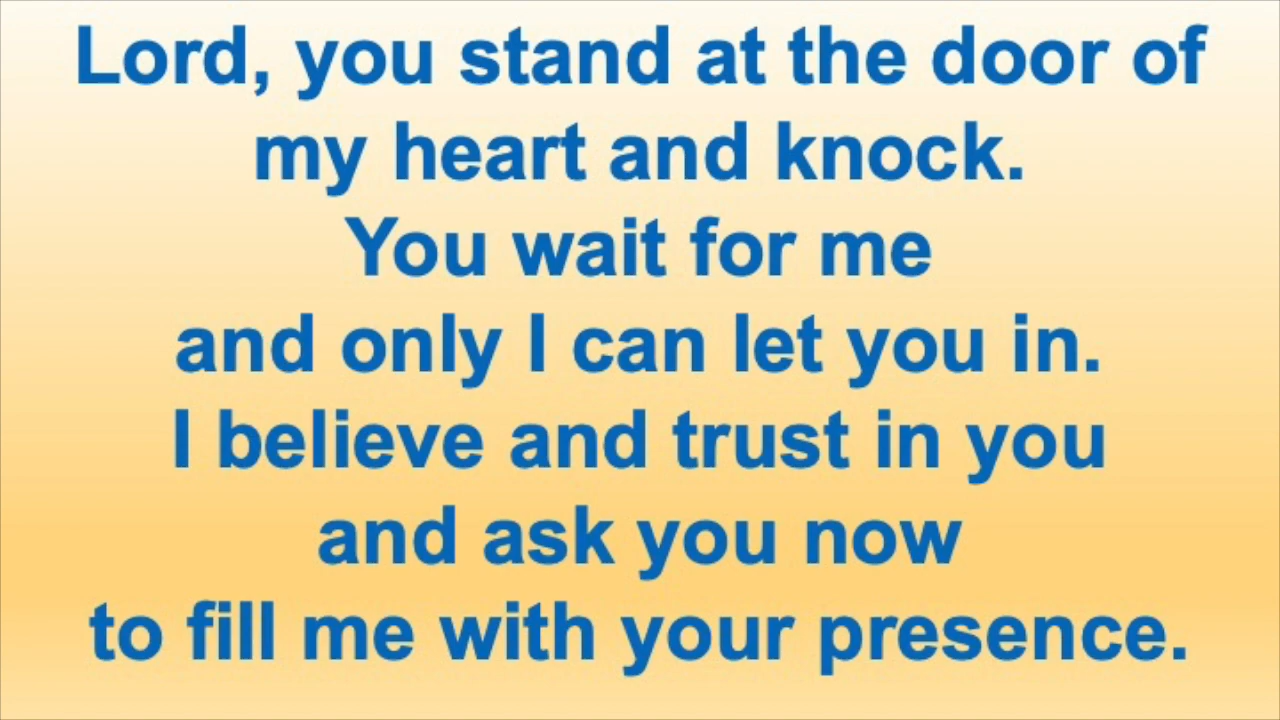 Lord, you stand at the door of
my heart and knock.
You wait for me
and only I can let you in.
I believe and trust in you
and ask you now
to fill me with your presence.